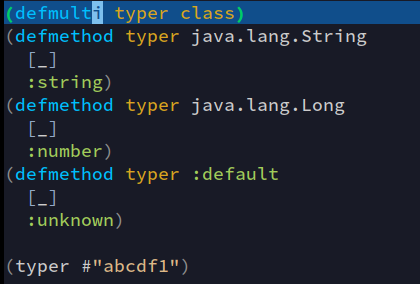 (defmulti typer class)
(defmethod typer java.lang.String
  [_]
  :string)
(defmethod typer java.lang.Long
  [_]
  :number)
(defmethod typer :default
  [_]
  :unknown)

(typer #"abcdf1")